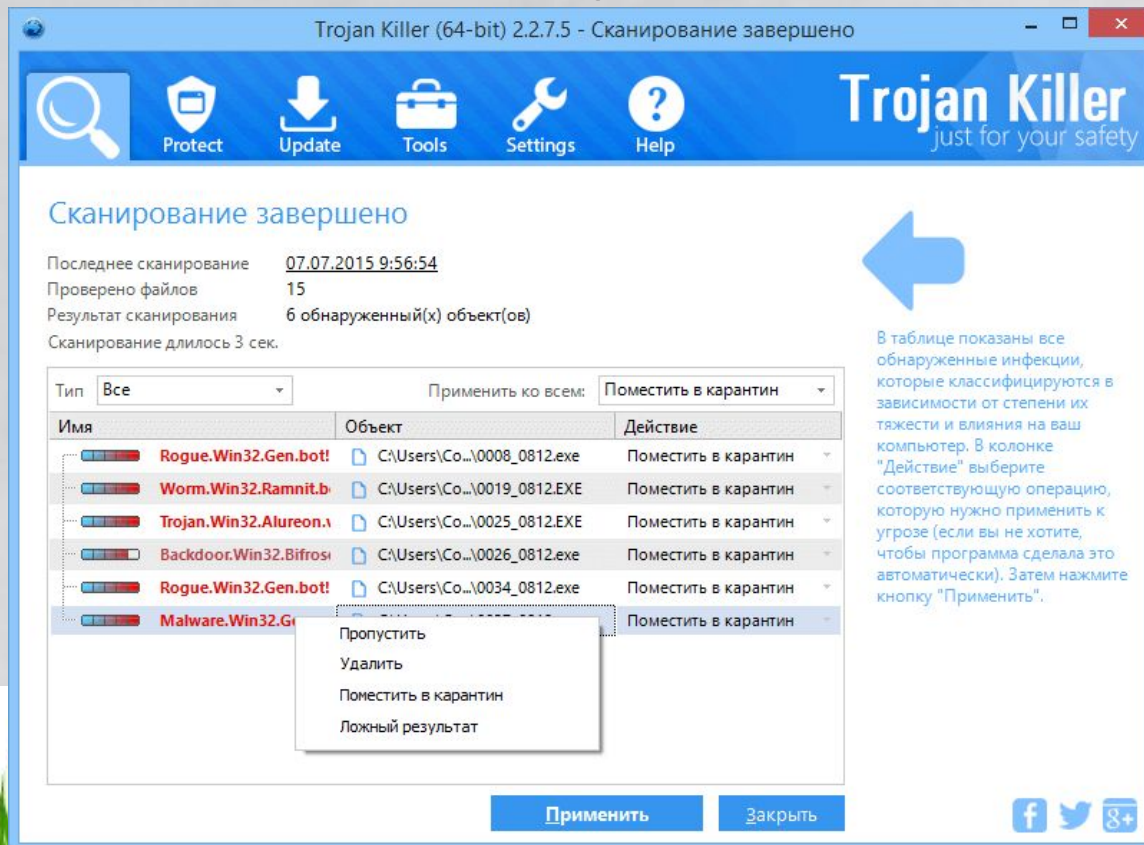 Trojan Killer (64-bit) 2.2.7.5 - Сканирование завершено
Protect Update Tools Settings Help
Trojan Killer
just for your safety
Сканирование завершено
Последнее сканирование 07.07.2015 9:56:54
Проверено файлов 15
Результат сканирования 6 обнаруженный(х) объект(ов)
Сканирование длилось 3 сек.
Тип Все Применить ко всем: Поместить в карантин
Имя Объект Действие
Rogue.Win32.Gen.bot! C:\Users\Co...\0008_0812.exe Поместить в карантин
Worm.Win32.Ramnit.b C:\Users\Co...\0019_0812.EXE Поместить в карантин
Trojan.Win32.Alureon.v C:\Users\Co...\0025_0812.EXE Поместить в карантин
Backdoor.Win32.Bifros C:\Users\Co...\0026_0812.exe Поместить в карантин
Rogue.Win32.Gen.bot! C:\Users\Co...\0034_0812.exe Поместить в карантин
Malware.Win32.G Поместить в карантин
Пропустить
Удалить
Поместить в карантин
Ложный результат
Применить Закрыть
В таблице показаны все
обнаруженные инфекции,
которые классифицируются в
зависимости от степени их
тяжести и влияния на ваш
компьютер. В колонке
"Действие" выберите
соответствующую операцию,
которую нужно применить к
угрозе (если вы не хотите,
чтобы программа сделала это
автоматически). Затем нажмите
кнопку "Применить".